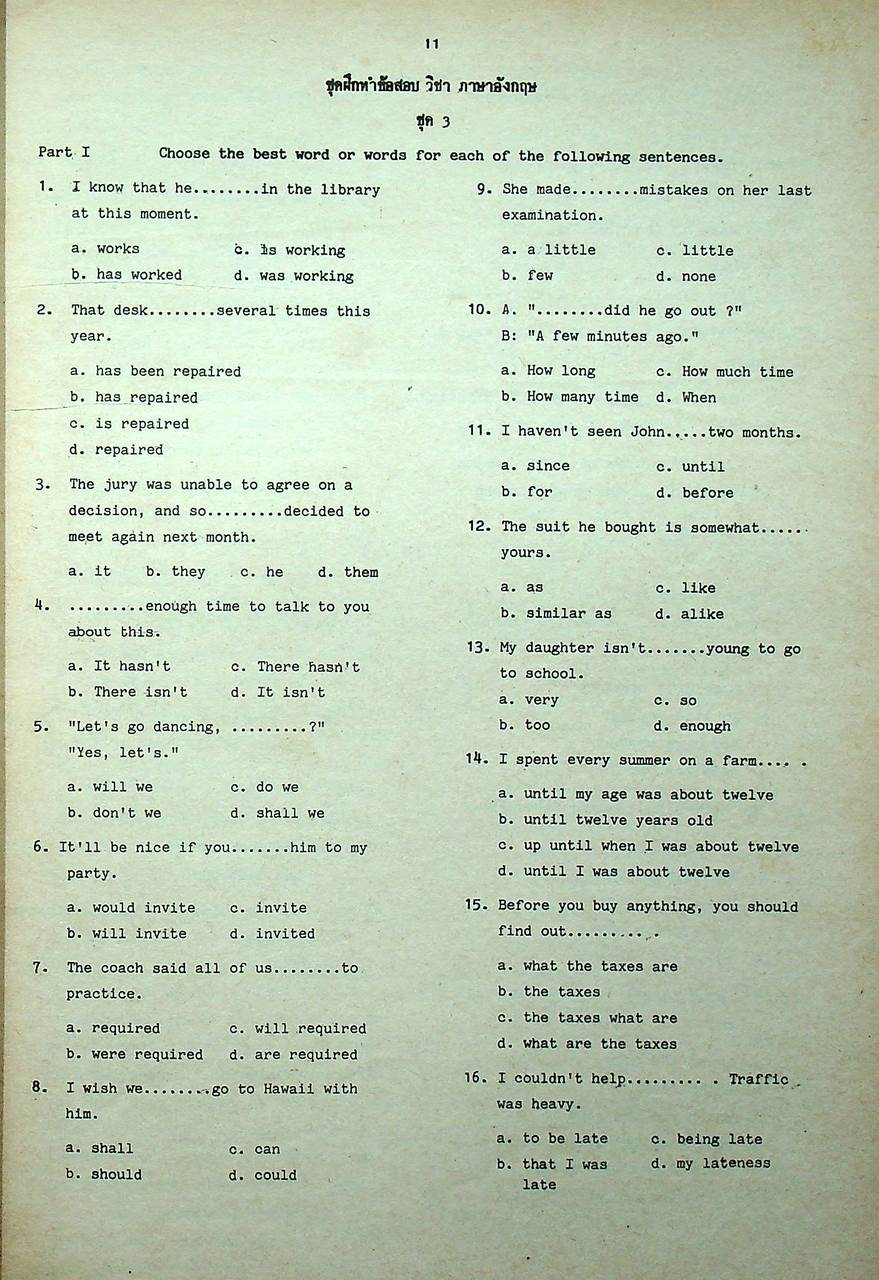 11
ชุดฝึกทำข้อสอบ วิชา ภาษาอังกฤษ
ชุด 3
Part I Choose the best word or words for each of the following sentences.
1. I know that he........in the library
at this moment.
a. works c. is working
b. has worked d. was working
2. That desk........several times this
year.
a. has been repaired
b. has repaired
c. is repaired
d. repaired
3. The jury was unable to agree on a
decision, and so.........decided to
meet again next month.
a. it b. they c. he d. them
4. .........enough time to talk to you
about this.
a. It hasn't c. There hasn't
b. There isn't d. It isn't
5. "Let's go dancing, .........?"
"Yes, let's."
a. will we c. do we
b. don't we d. shall we
6. It'll be nice if you.......him to my
party.
a. would invite c. invite
b. will invite d. invited
7. The coach said all of us........to
practice.
a. required c. will required
b. were required d. are required
8. I wish we........go to Hawaii with
him.
a. shall c. can
b. should d. could
9. She made........mistakes on her last
examination.
a. a little c. little
b. few d. none
10. A. "........did he go out ?"
B: "A few minutes ago."
a. How long c. How much time
b. How many time d. When
11. I haven't seen John.....two months.
a. since c. until
b. for d. before
12. The suit he bought is somewhat......
yours.
a. as c. like
b. similar as d. alike
13. My daughter isn't.......young to go
to school.
a. very c. so
b. too d. enough
14. I spent every summer on a farm.... .
a. until my age was about twelve
b. until twelve years old
c. up until when I was about twelve
d. until I was about twelve
15. Before you buy anything, you should
find out......... .
a. what the taxes are
b. the taxes
c. the taxes what are
d. what are the taxes
16. I couldn't help......... . Traffic
was heavy.
a. to be late c. being late
b. that I was d. my lateness
late